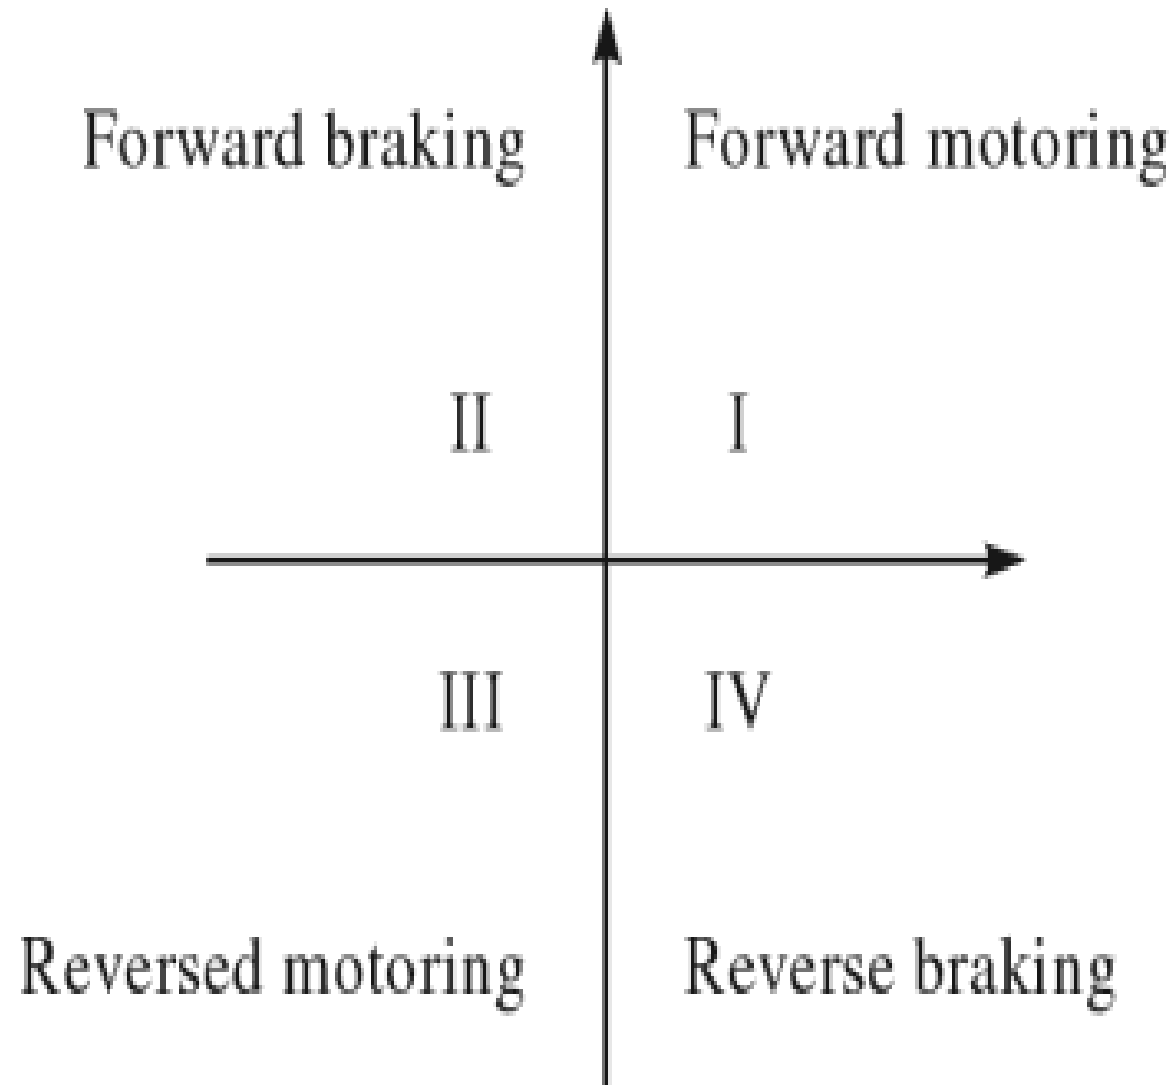 Forward braking
Forward motoring
II
I
III
IV
Reversed motoring
Reverse braking